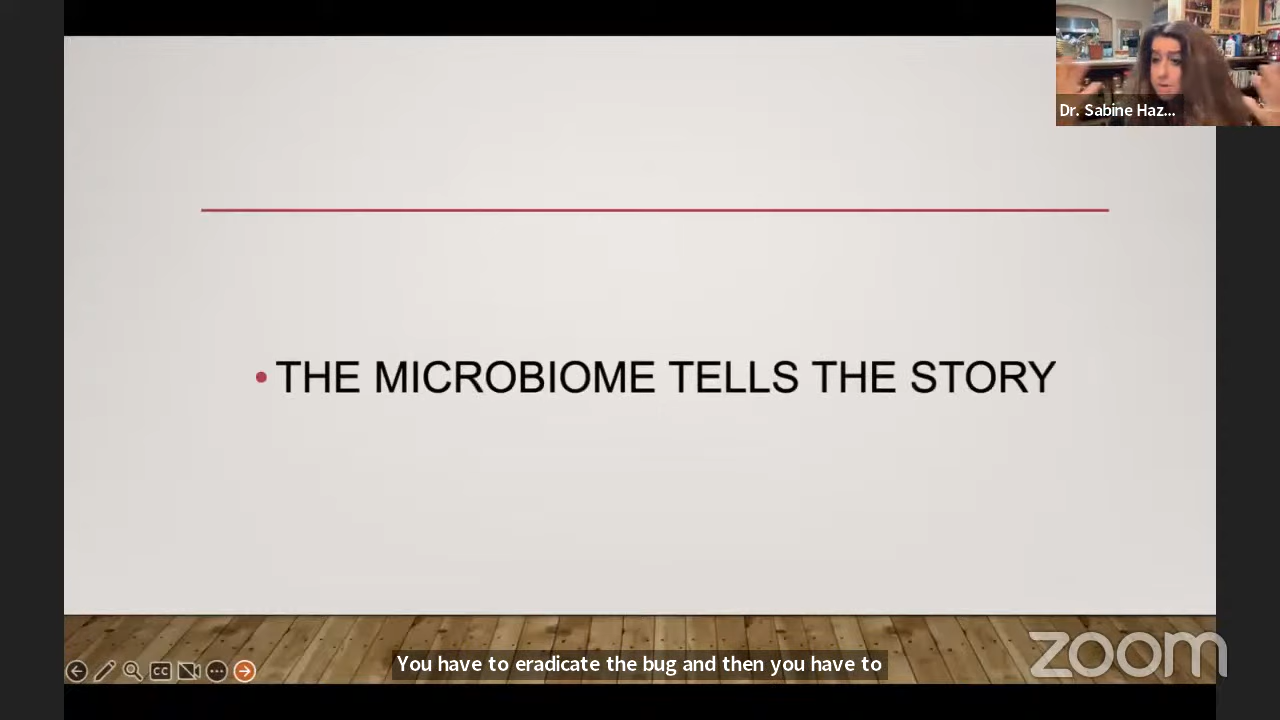 Dr. Sabine Haz...
• THE MICROBIOME TELLS THE STORY
CC
You have to eradicate the bug and then you have to
zoom